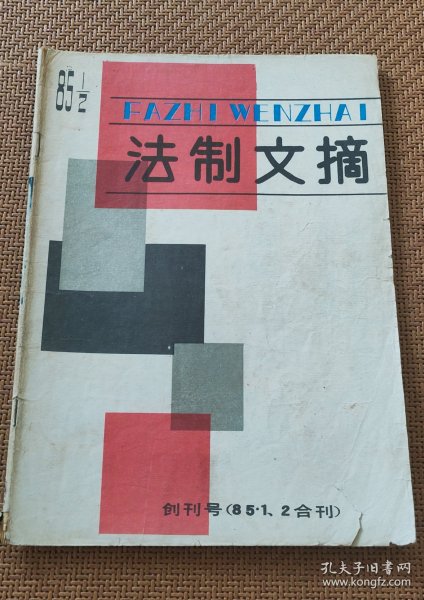 85 1/2
FAZHI WENZHAI
法制文摘
创刊号(85·1、2合刊)
孔夫子旧书网
www.kongfz.com